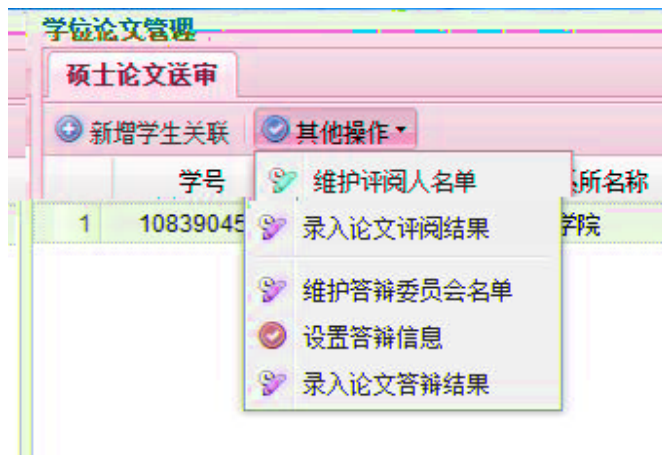 学位论文管理
硕士论文送审
新增学生关联 其他操作
学号 所名称
1 10839045 学院
维护评阅人名单
录入论文评阅结果
维护答辩委员会名单
设置答辩信息
录入论文答辩结果